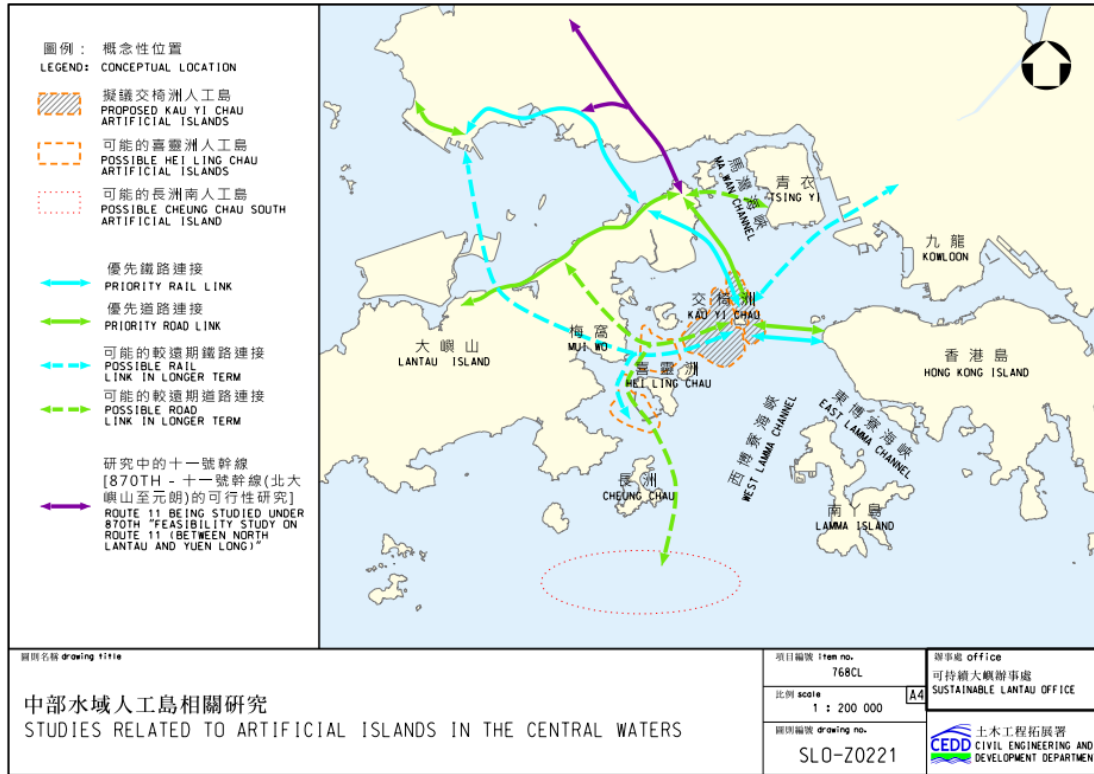 圖例： 概念性位置
LEGEND: CONCEPTUAL LOCATION
擬議交椅洲人工島
PROPOSED KAU YI CHAU
ARTIFICIAL ISLANDS
可能的喜靈洲人工島
POSSIBLE HEI LING CHAU
ARTIFICIAL ISLANDS
可能的長洲南人工島
POSSIBLE CHEUNG CHAU SOUTH
ARTIFICIAL ISLAND
優先鐵路連接
PRIORITY RAIL LINK
優先道路連接
PRIORITY ROAD LINK
可能的較遠期鐵路連接
POSSIBLE RAIL
LINK IN LONGER TERM
可能的較遠期道路連接
POSSIBLE ROAD
LINK IN LONGER TERM
研究中的十一號幹線
[870TH - 十一號幹線(北大
嶼山至元朗)的可行性研究]
ROUTE 11 BEING STUDIED UNDER
870TH "FEASIBILITY STUDY ON
ROUTE 11 (BETWEEN NORTH
LANTAU AND YUEN LONG)"
馬灣海峽
MA WAN CHANNEL
青衣
TSING YI
九龍
KOWLOON
交椅洲
KAU YI CHAU
梅窩
MUI WO
大嶼山
LANTAU ISLAND
喜靈洲
HEI LING CHAU
香港島
HONG KONG ISLAND
西博寮海峽
WEST LAMMA CHANNEL
東博寮海峽
EAST LAMMA CHANNEL
長洲
CHEUNG CHAU
南丫島
LAMMA ISLAND
圖則名稱 drawing title
中部水域人工島相關研究
STUDIES RELATED TO ARTIFICIAL ISLANDS IN THE CENTRAL WATERS
項目編號 item no.
768CL
比例 scale
A4
1 : 200 000
圖則編號 drawing no.
SLO-Z0221
辦事處 office
可持續大嶼辦事處
SUSTAINABLE LANTAU OFFICE
CEDD
土木工程拓展署
CIVIL ENGINEERING AND
DEVELOPMENT DEPARTMENT